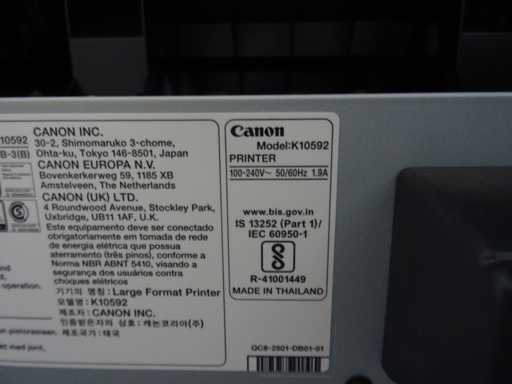 10592
B-3(B)
CANON INC.
30-2, Shimomaruko 3-chome,
Ohta-ku, Tokyo 146-8501, Japan
CANON EUROPA N.V.
Bovenkerkerweg 59, 1185 XB
Amstelveen, The Netherlands
CANON (UK) LTD.
4 Roundwood Avenue, Stockley Park,
Uxbridge, UB11 1AF, U.K.
Este equipamento deve ser conectado
obrigatoriamente em tomada de rede
de energia elétrica que possua
aterramento (três pinos), conforme a
Norma NBR ABNT 5410, visando a
segurança dos usuários contra
choques elétricos
기기의 명칭: Large Format Printer
모델명: K10592
제조자: CANON INC.
인증받은자의 상호: 캐논코리아(주)
제조국가: 태국
Canon
Model:K10592
PRINTER
100-240V~ 50/60Hz 1.9A
www.bis.gov.in
IS 13252 (Part 1)/
IEC 60950-1
R-41001449
MADE IN THAILAND
QC8-2501-DB01-01